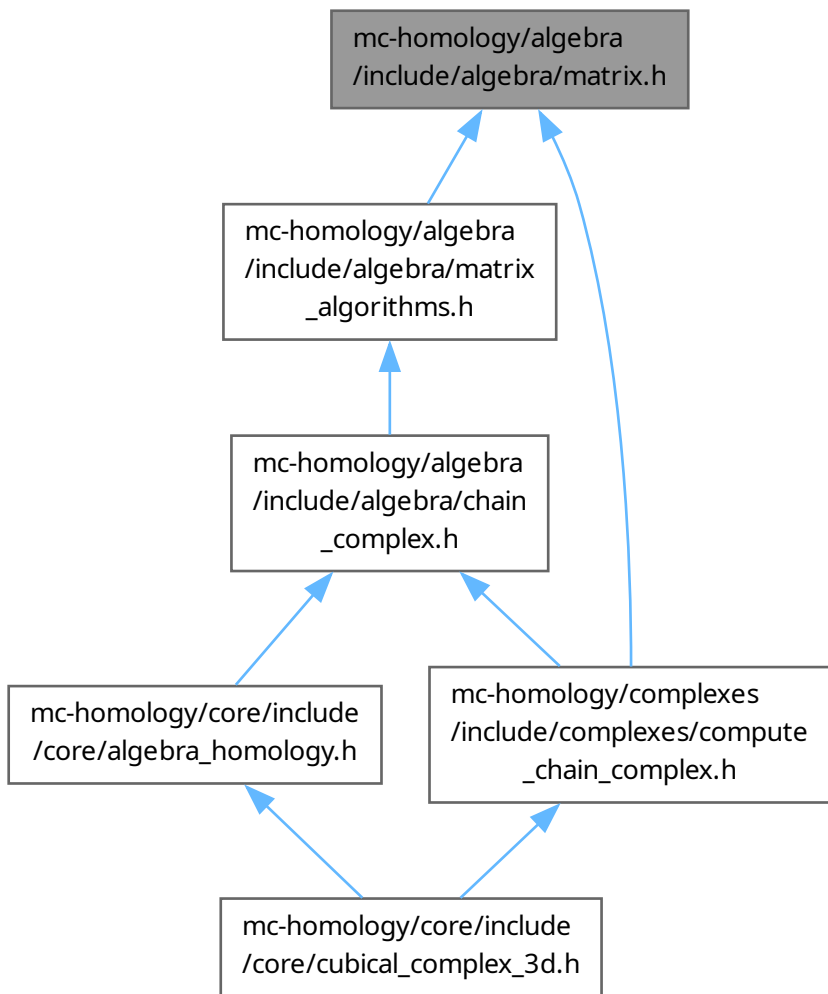 mc-homology/algebra
/include/algebra/matrix.h
mc-homology/algebra
/include/algebra/matrix
_algorithms.h
mc-homology/algebra
/include/algebra/chain
_complex.h
mc-homology/core/include
/core/algebra_homology.h
mc-homology/complexes
/include/complexes/compute
_chain_complex.h
mc-homology/core/include
/core/cubical_complex_3d.h